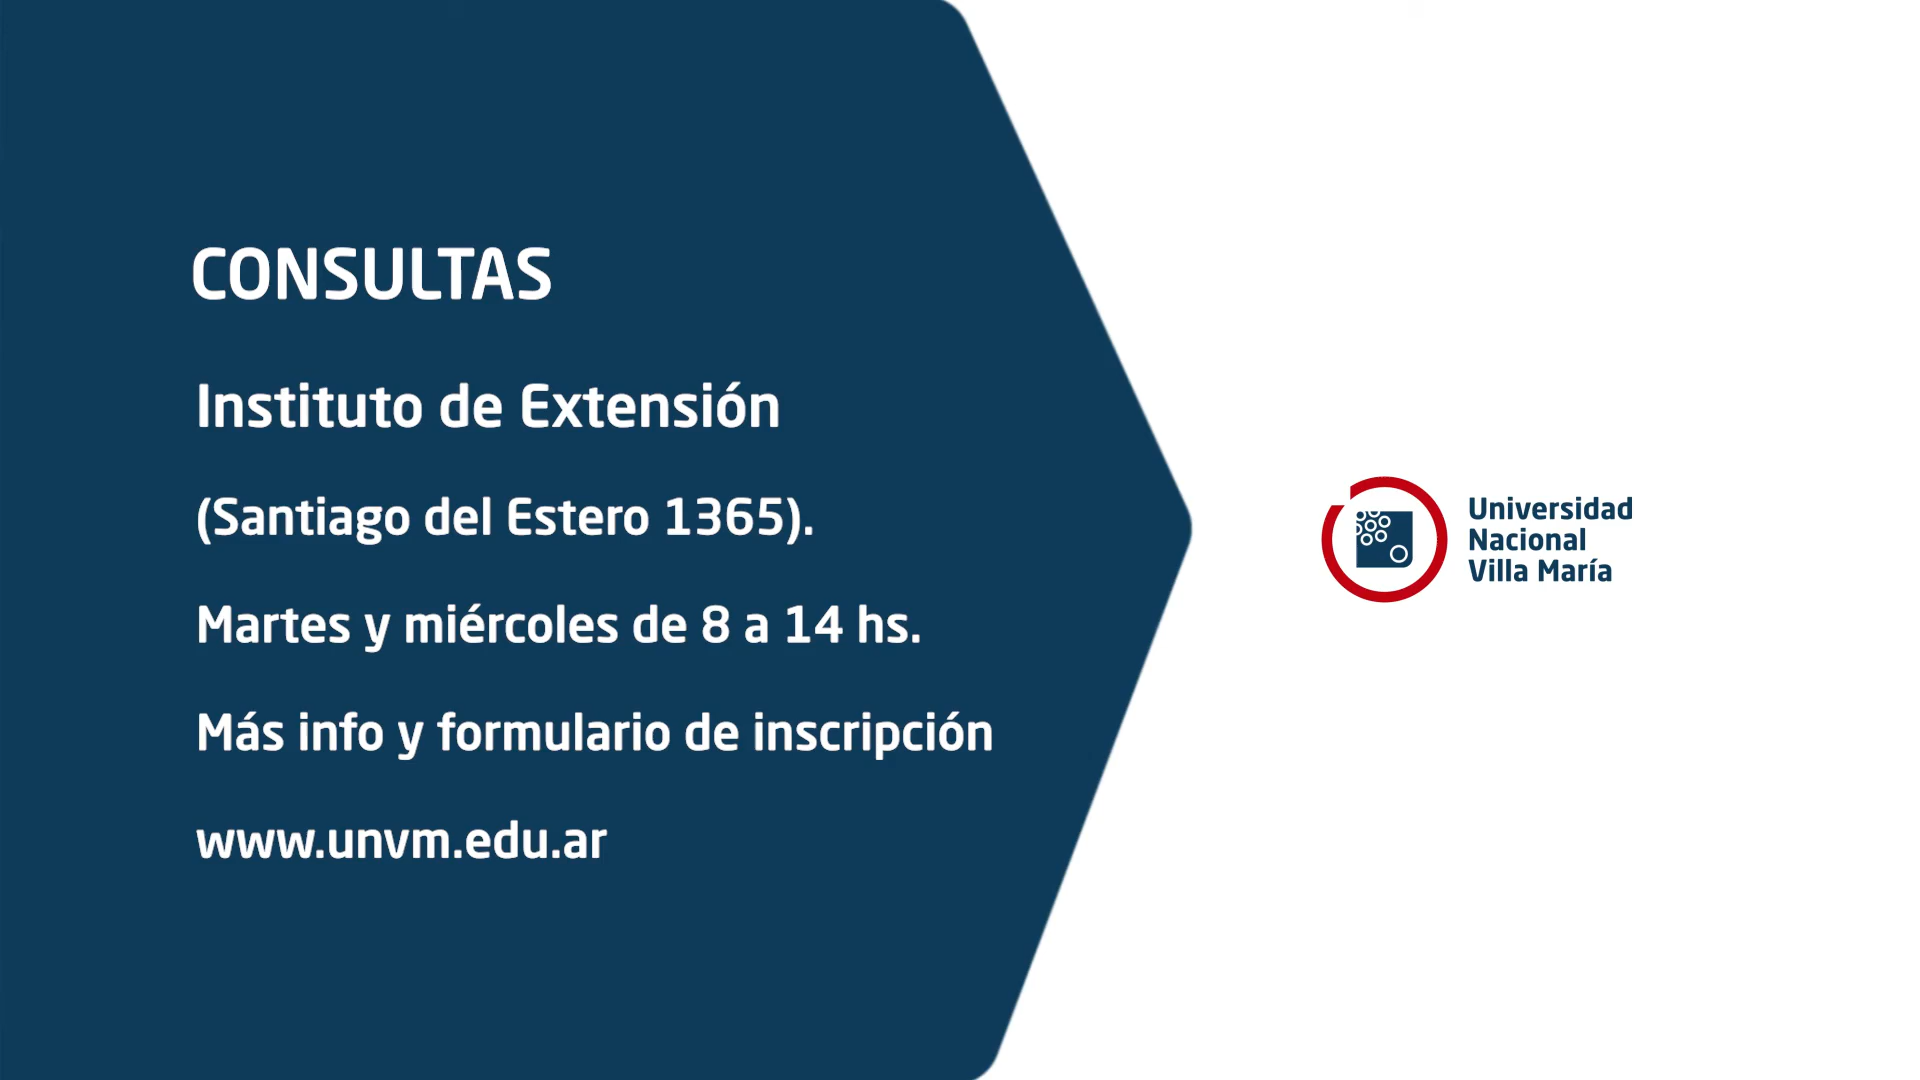 CONSULTAS
Instituto de Extensión
(Santiago del Estero 1365).
Martes y miércoles de 8 a 14 hs.
Más info y formulario de inscripción
www.unvm.edu.ar
Universidad
Nacional
Villa María